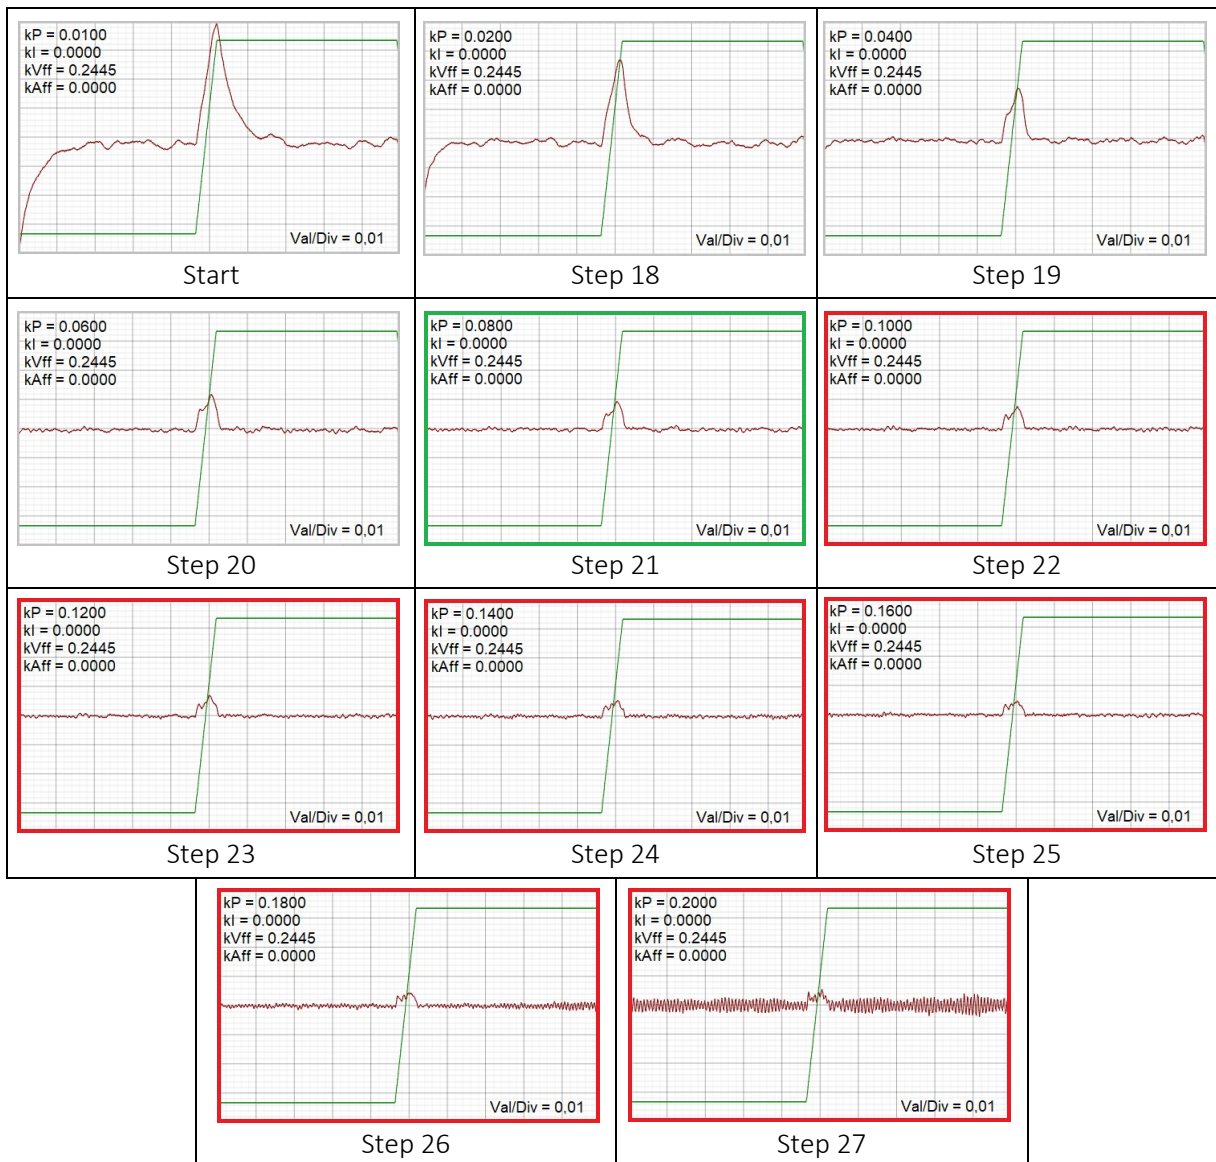 kP = 0.0100
kI = 0.0000
kVff = 0.2445
kAff = 0.0000
Val/Div = 0,01
Start
kP = 0.0200
kI = 0.0000
kVff = 0.2445
kAff = 0.0000
Val/Div = 0,01
Step 18
kP = 0.0400
kI = 0.0000
kVff = 0.2445
kAff = 0.0000
Val/Div = 0,01
Step 19
kP = 0.0600
kI = 0.0000
kVff = 0.2445
kAff = 0.0000
Val/Div = 0,01
Step 20
kP = 0.0800
kI = 0.0000
kVff = 0.2445
kAff = 0.0000
Val/Div = 0,01
Step 21
kP = 0.1000
kI = 0.0000
kVff = 0.2445
kAff = 0.0000
Val/Div = 0,01
Step 22
kP = 0.1200
kI = 0.0000
kVff = 0.2445
kAff = 0.0000
Val/Div = 0,01
Step 23
kP = 0.1400
kI = 0.0000
kVff = 0.2445
kAff = 0.0000
Val/Div = 0,01
Step 24
kP = 0.1600
kI = 0.0000
kVff = 0.2445
kAff = 0.0000
Val/Div = 0,01
Step 25
kP = 0.1800
kI = 0.0000
kVff = 0.2445
kAff = 0.0000
Val/Div = 0,01
Step 26
kP = 0.2000
kI = 0.0000
kVff = 0.2445
kAff = 0.0000
Val/Div = 0,01
Step 27